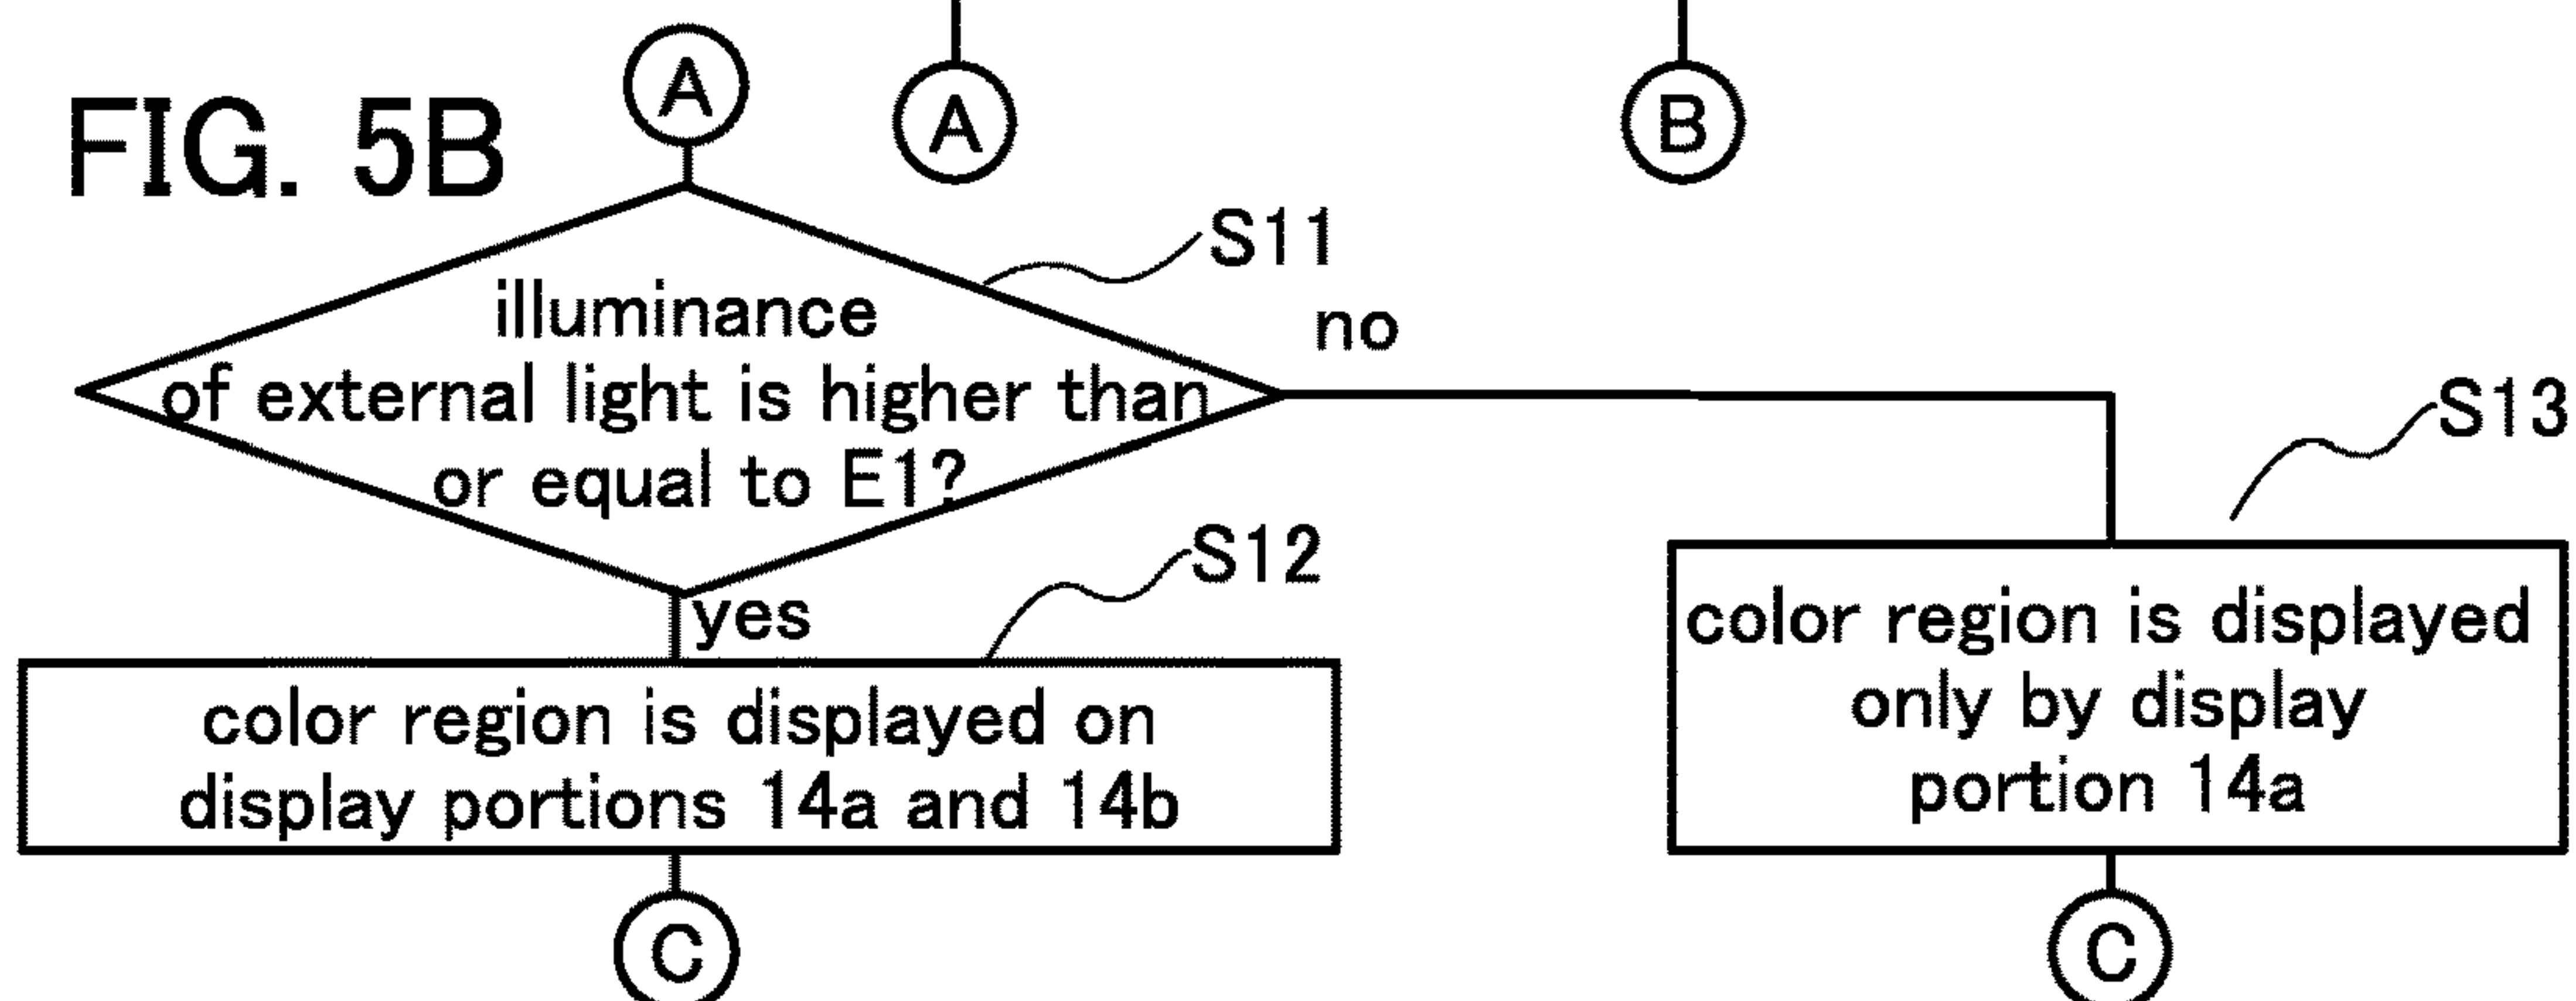 A
B
FIG. 5B
A
S11
illuminance
of external light is higher than
or equal to E1?
no
yes
S12
color region is displayed on
display portions 14a and 14b
S13
color region is displayed
only by display
portion 14a
C
C